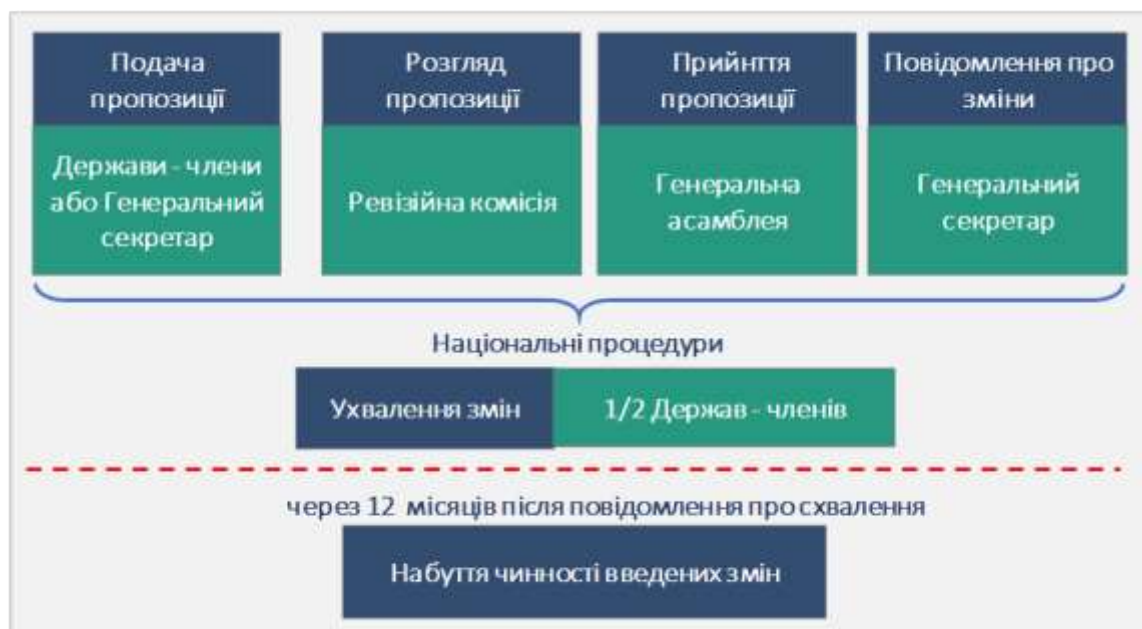 Подача
пропозиції
Розгляд
пропозиції
Прийнття
пропозиції
Повідомлення про
зміни
Держави - члени
або Генеральний
секретар
Ревізійна комісія
Генеральна
асамблея
Генеральний
секретар
Національні процедури
Ухвалення змін
1/2 Держав - членів
через 12 місяців після повідомлення про схвалення
Набуття чинності введених змін